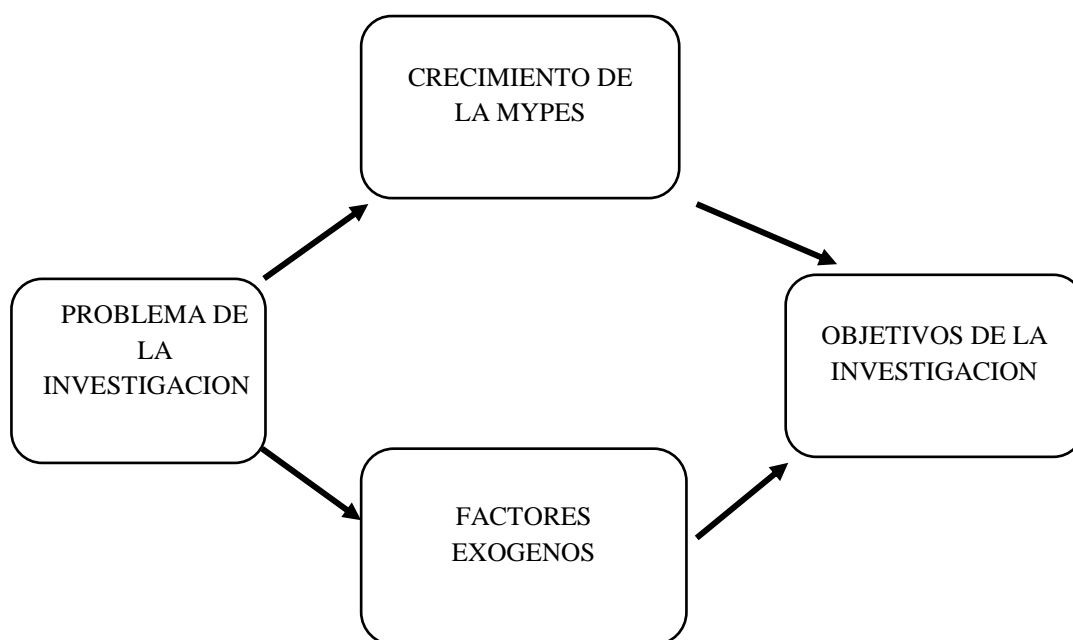 CRECIMIENTO DE
LA MYPES
PROBLEMA DE
LA
INVESTIGACION
OBJETIVOS DE LA
INVESTIGACION
FACTORES
EXOGENOS